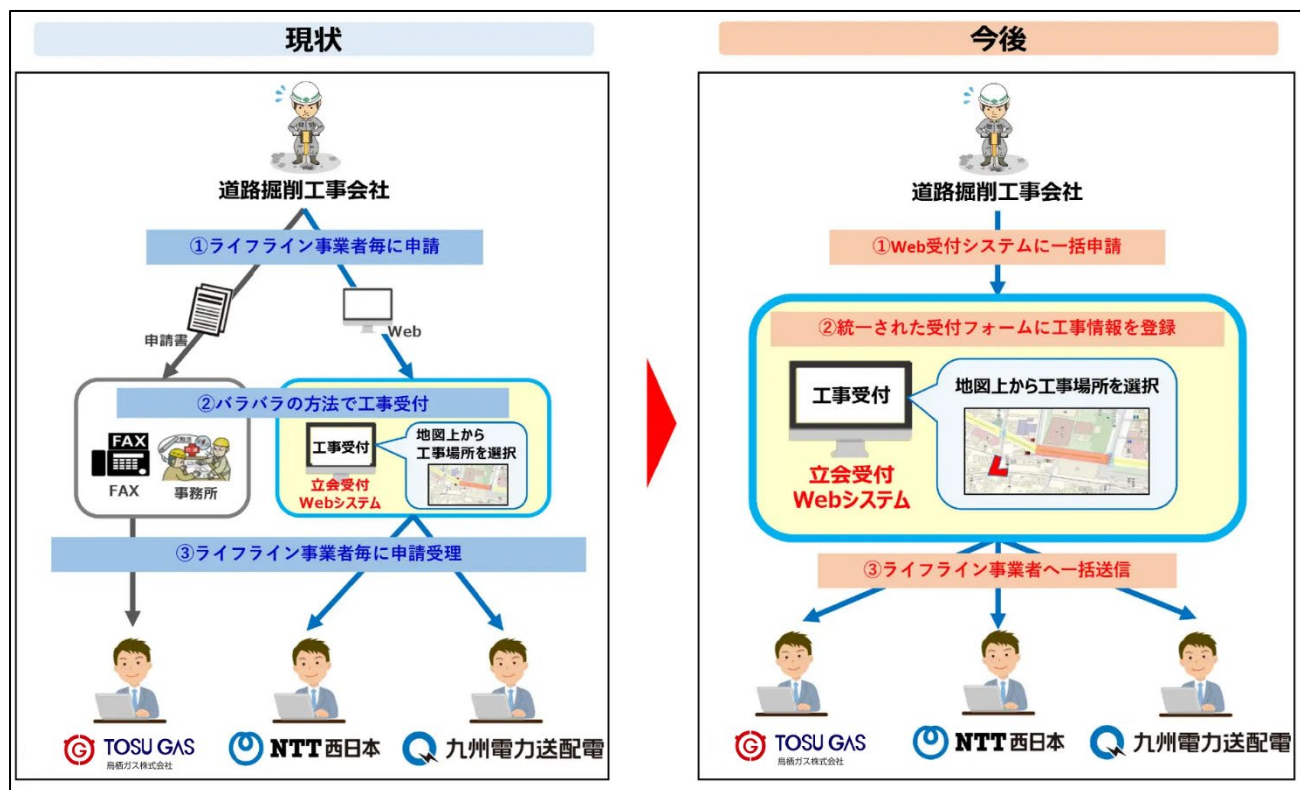 現状
道路掘削工事会社
①ライフライン事業者毎に申請
申請書
Web
②バラバラの方法で工事受付
FAX
FAX
事務所
工事受付
立会受付
Webシステム
地図上から
工事場所を選択
③ライフライン事業者毎に申請受理
TOSU GAS
鳥栖ガス株式会社
NTT西日本
九州電力送配電
今後
道路掘削工事会社
①Web受付システムに一括申請
②統一された受付フォームに工事情報を登録
工事受付
立会受付
Webシステム
地図上から工事場所を選択
③ライフライン事業者へ一括送信
TOSU GAS
鳥栖ガス株式会社
NTT西日本
九州電力送配電